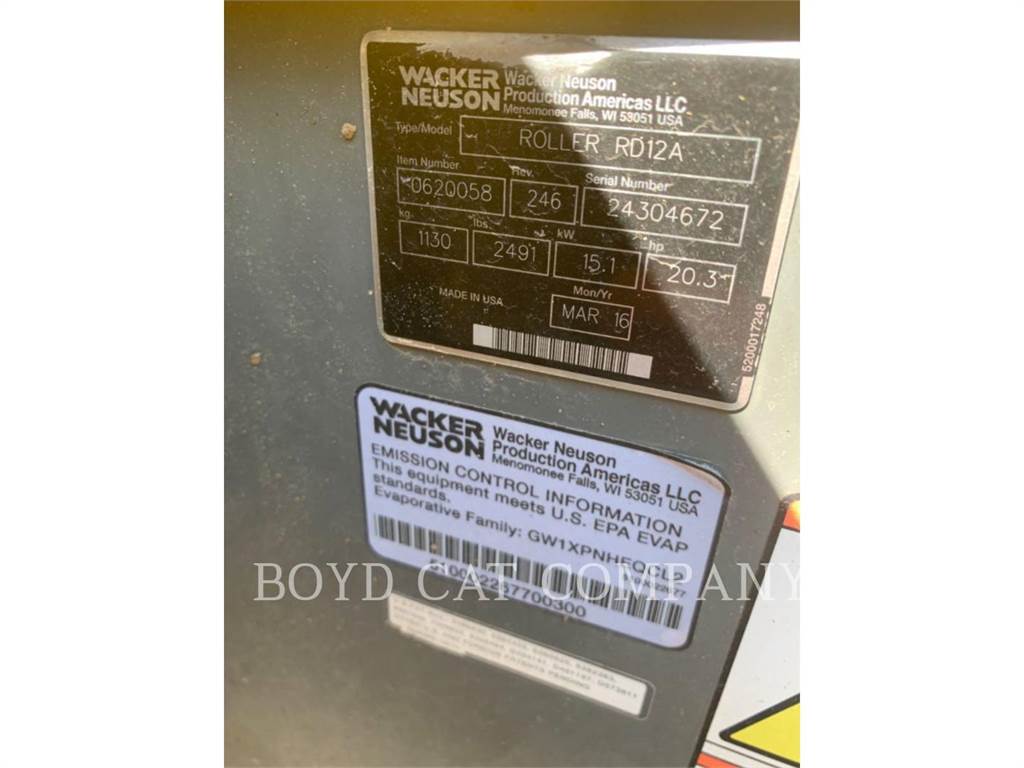 WACKER
NEUSON
Wacker Neuson
Production Americas LLC
Menomonee Falls, WI 53051 USA
Type/Model ROLLER RD12A
Item Number Rev. Serial Number
0620058 246 24304672
kg lbs. kW hp
1130 2491 15.1 20.3
Mon/Yr
MADE IN USA MAR 16
5200017248
WACKER
NEUSON
Wacker Neuson
Production Americas LLC
Menomonee Falls, WI 53051 USA
EMISSION CONTROL INFORMATION
This equipment meets U.S. EPA EVAP
standards.
Evaporative Family:
BOYD CAT COMPANY